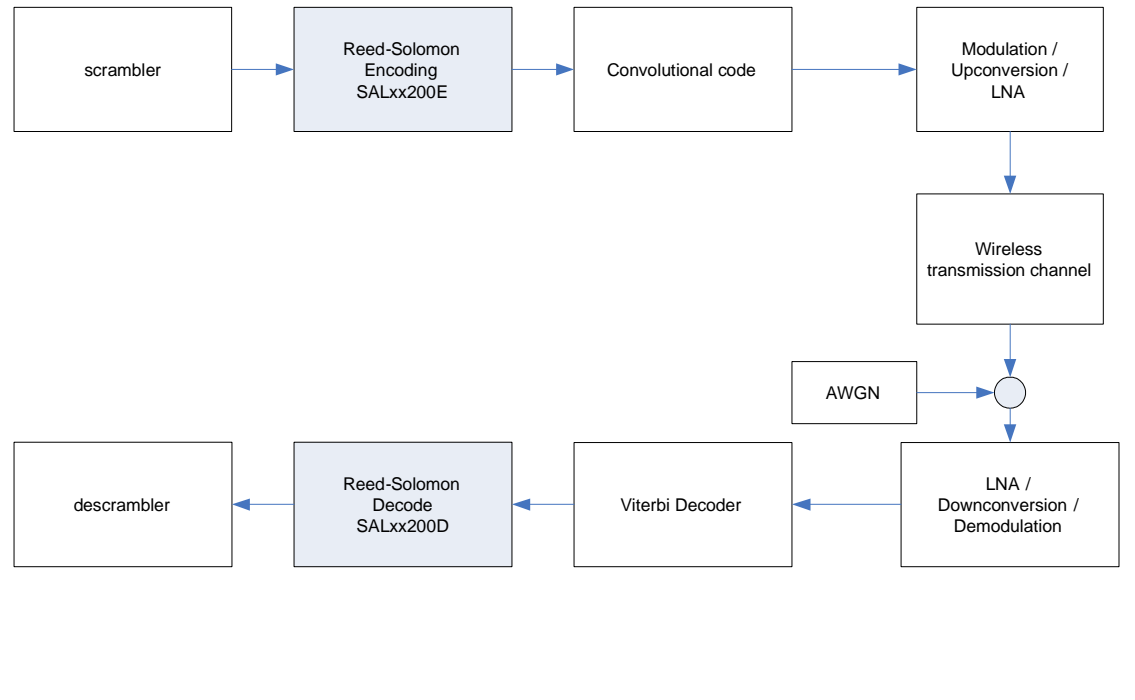 scrambler
Reed-Solomon
Encoding
SALxx200E
Convolutional code
Modulation /
Upconversion /
LNA
Wireless
transmission channel
AWGN
descrambler
Reed-Solomon
Decode
SALxx200D
Viterbi Decoder
LNA /
Downconversion /
Demodulation